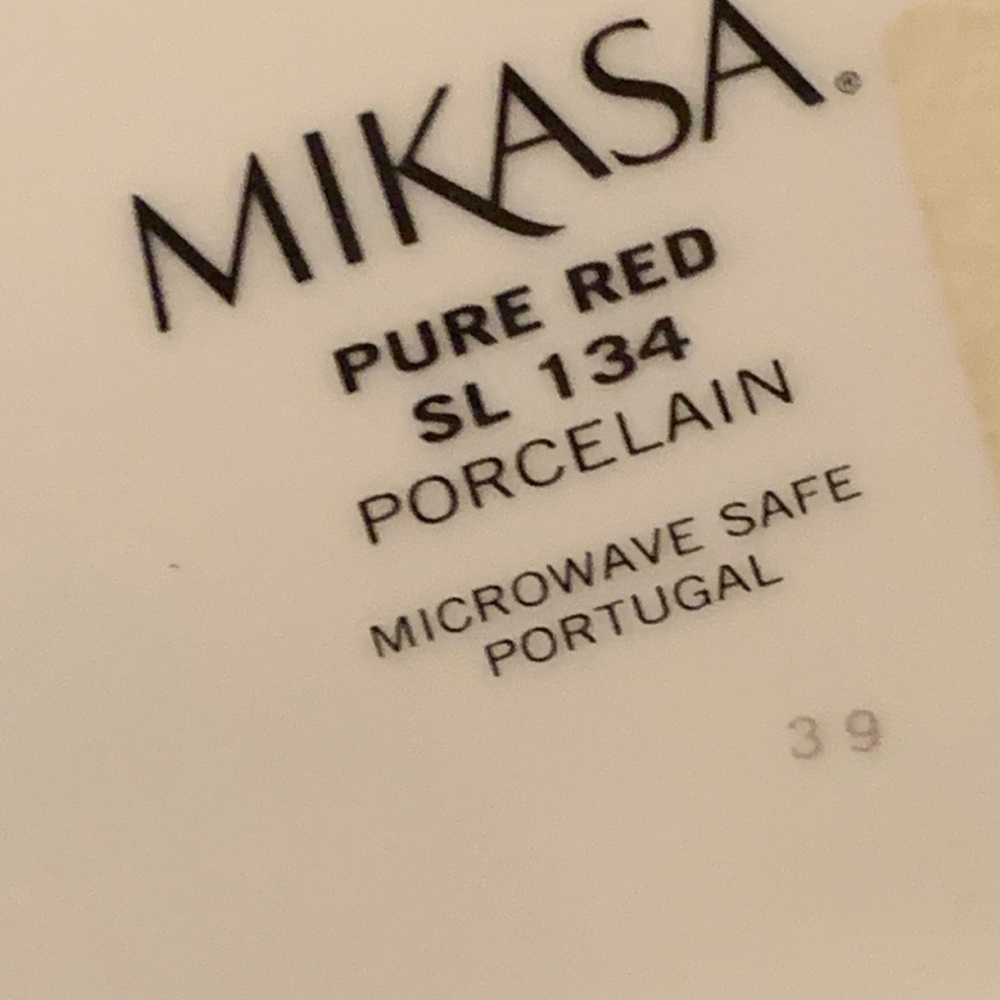 MIKASA®
PURE RED
SL 134
PORCELAIN
MICROWAVE SAFE
PORTUGAL
39